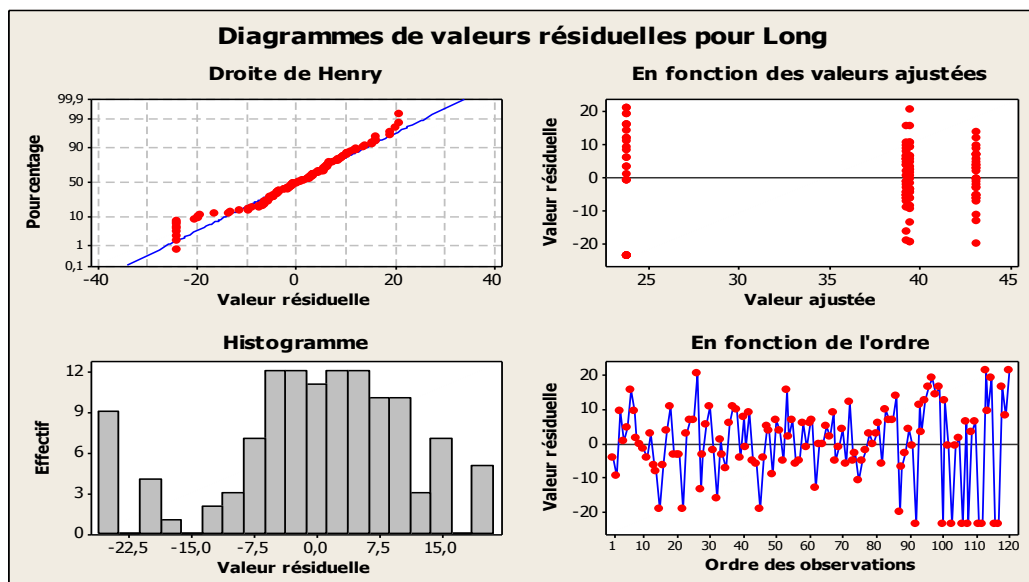 Diagrammes de valeurs résiduelles pour Long
Droite de Henry
Pourcentage
99,9
99
90
50
10
1
0,1
-40 -20 0 20 40
Valeur résiduelle
En fonction des valeurs ajustées
Valeur résiduelle
20
10
0
-10
-20
25 30 35 40 45
Valeur ajustée
Histogramme
Effectif
12
9
6
3
0
-22,5 -15,0 -7,5 0,0 7,5 15,0
Valeur résiduelle
En fonction de l'ordre
Valeur résiduelle
20
10
0
-10
-20
1 10 20 30 40 50 60 70 80 90 100 110 120
Ordre des observations